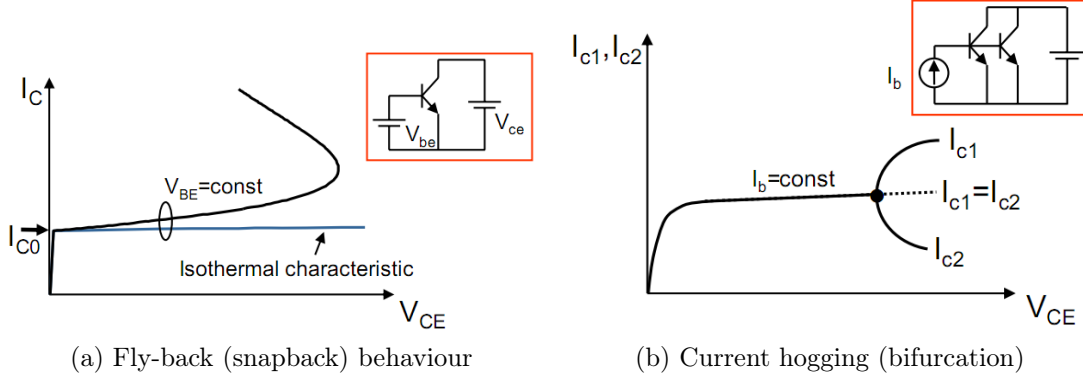 I_C
I_C0
V_BE=const
Isothermal characteristic
V_CE
V_be
V_ce
(a) Fly-back (snapback) behaviour
I_c1,I_c2
I_b
I_b=const
I_c1
I_c1=I_c2
I_c2
V_CE
(b) Current hogging (bifurcation)